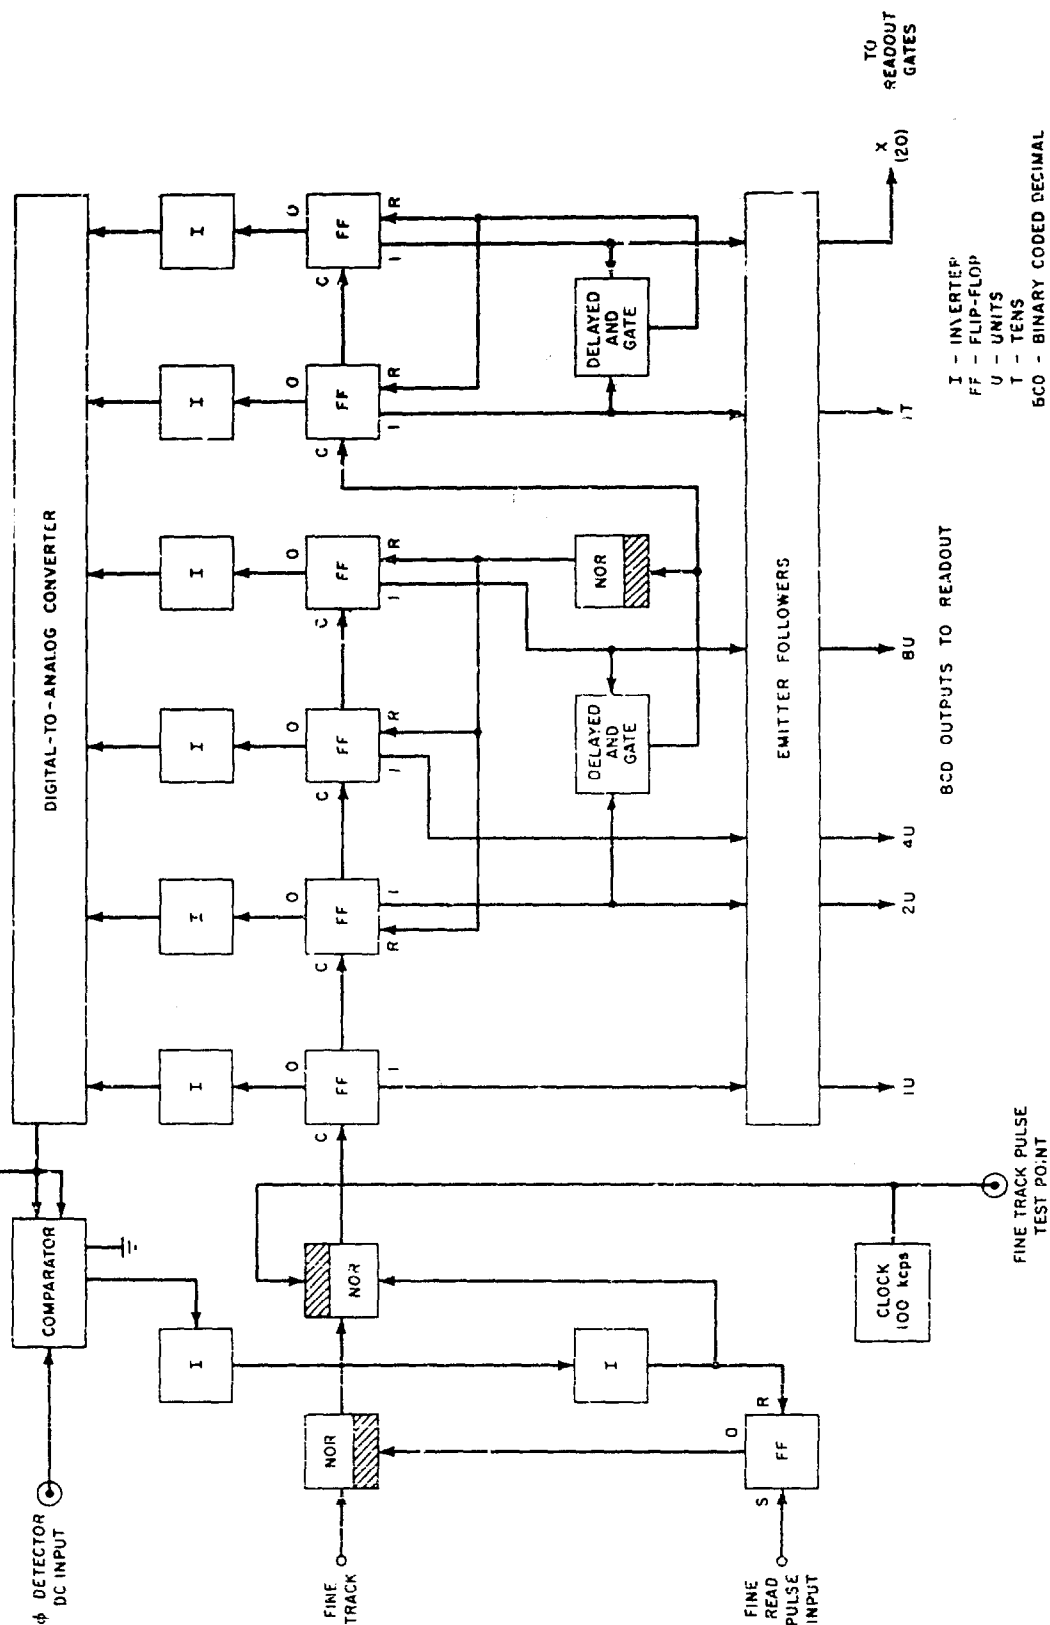 φ DETECTOR
DC INPUT
COMPARATOR
DIGITAL-TO-ANALOG CONVERTER
I
I
I
I
I
I
I
O
O
O
O
O
O
FINE
TRACK
NOR
NOR
C
FF
C
FF
C
FF
C
FF
C
FF
C
FF
I
R
I
I
R
I
R
I
R
I
R
I
DELAYED
AND
GATE
NOR
DELAYED
AND
GATE
FINE
READ
PULSE
INPUT
S
FF
O
R
EMITTER FOLLOWERS
CLOCK
100 kcps
FINE TRACK PULSE
TEST POINT
1U
2U
4U
8U
1T
X
(20)
TO
READOUT
GATES
BCD OUTPUTS TO READOUT
I - INVERTER
FF - FLIP-FLOP
U - UNITS
T - TENS
BCD - BINARY CODED DECIMAL